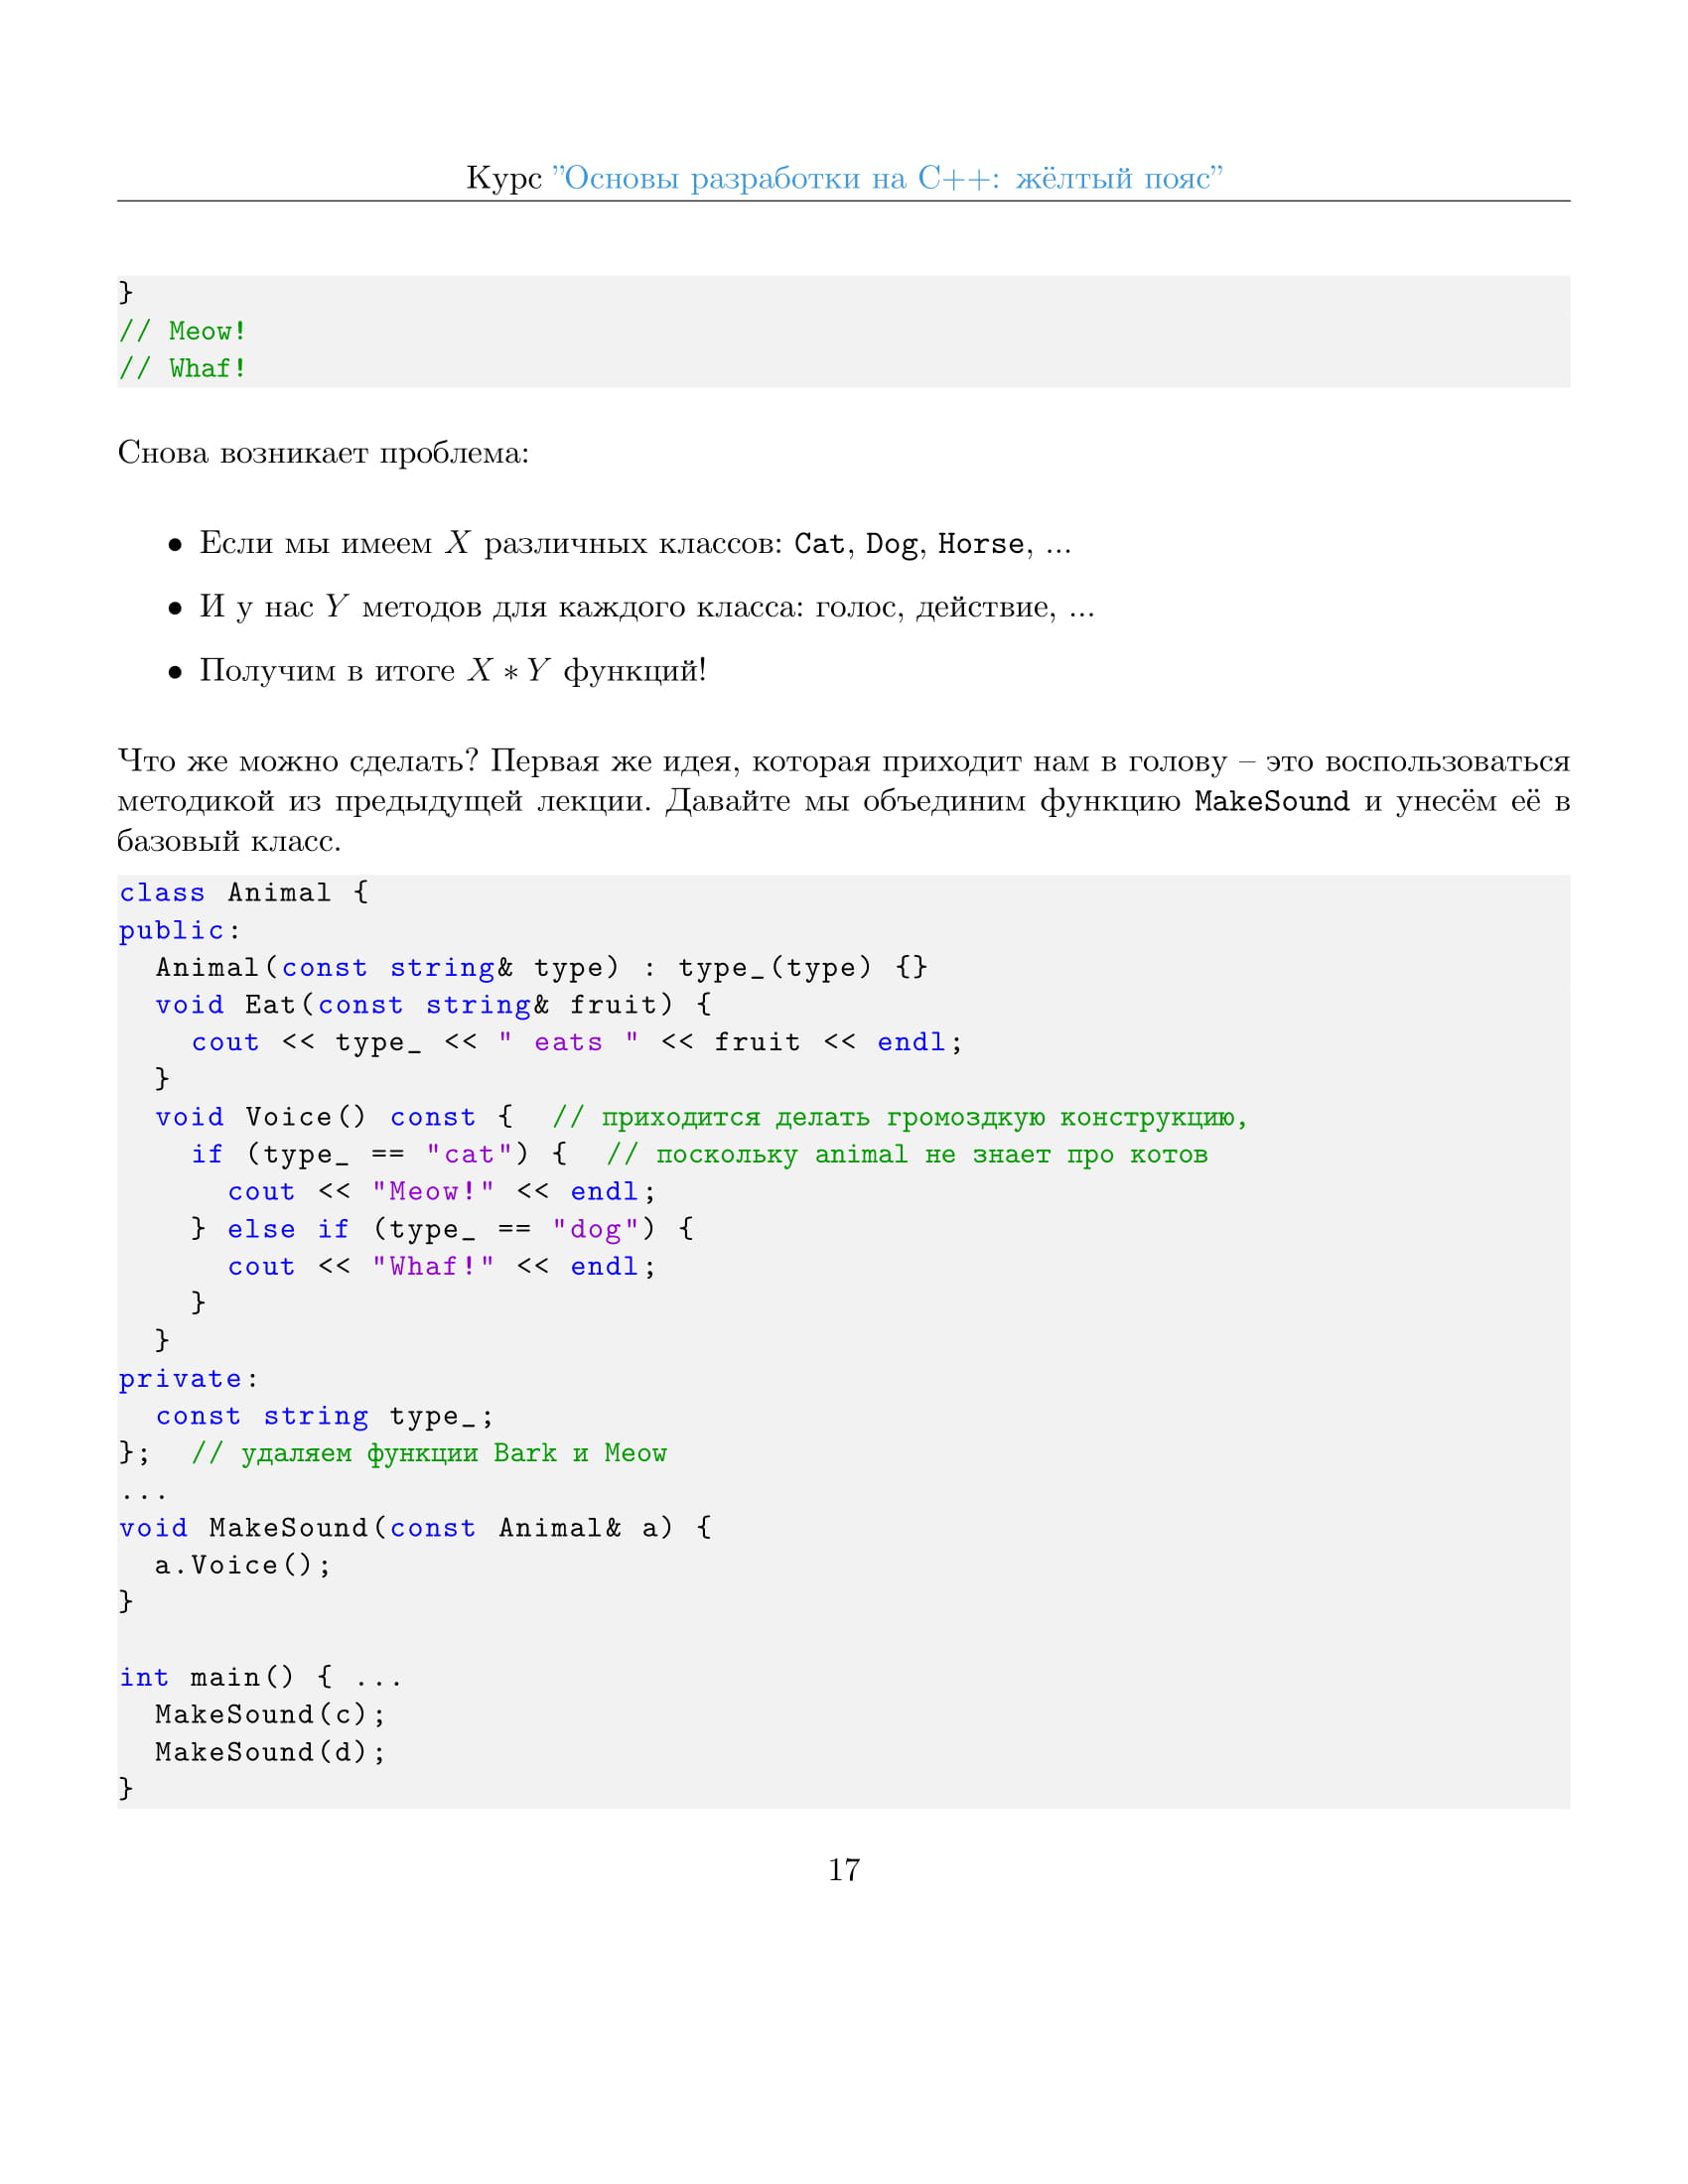 Курс ”Основы разработки на C++: жёлтый пояс”
}
// Meow!
// Whaf!
Снова возникает проблема:
• Если мы имеем X различных классов: Cat, Dog, Horse, ...
• И у нас Y методов для каждого класса: голос, действие, ...
• Получим в итоге X ∗ Y функций!
Что же можно сделать? Первая же идея, которая приходит нам в голову – это воспользоваться
методикой из предыдущей лекции. Давайте мы объединим функцию MakeSound и унесём её в
базовый класс.
class Animal {
public:
  Animal(const string& type) : type_(type) {}
  void Eat(const string& fruit) {
    cout << type_ << " eats " << fruit << endl;
  }
  void Voice() const {  // приходится делать громоздкую конструкцию,
    if (type_ == "cat") {  // поскольку animal не знает про котов
      cout << "Meow!" << endl;
    } else if (type_ == "dog") {
      cout << "Whaf!" << endl;
    }
  }
private:
  const string type_;
};  // удаляем функции Bark и Meow
...
void MakeSound(const Animal& a) {
  a.Voice();
}
int main() { ...
  MakeSound(c);
  MakeSound(d);
}
17